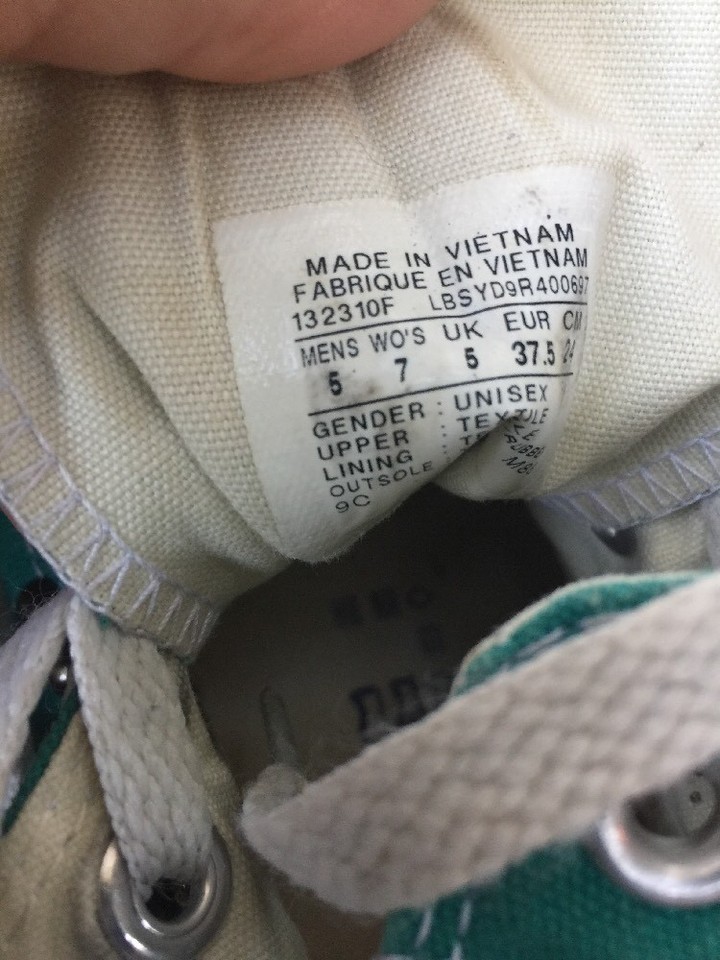 MADE IN VIETNAM
FABRIQUE EN VIETNAM
132310F LBSYD9R400697
MENS WO'S UK EUR CM
5 7 5 37.5 24
GENDER : UNISEX
UPPER : TEXTILE
LINING :
OUTSOLE
9C